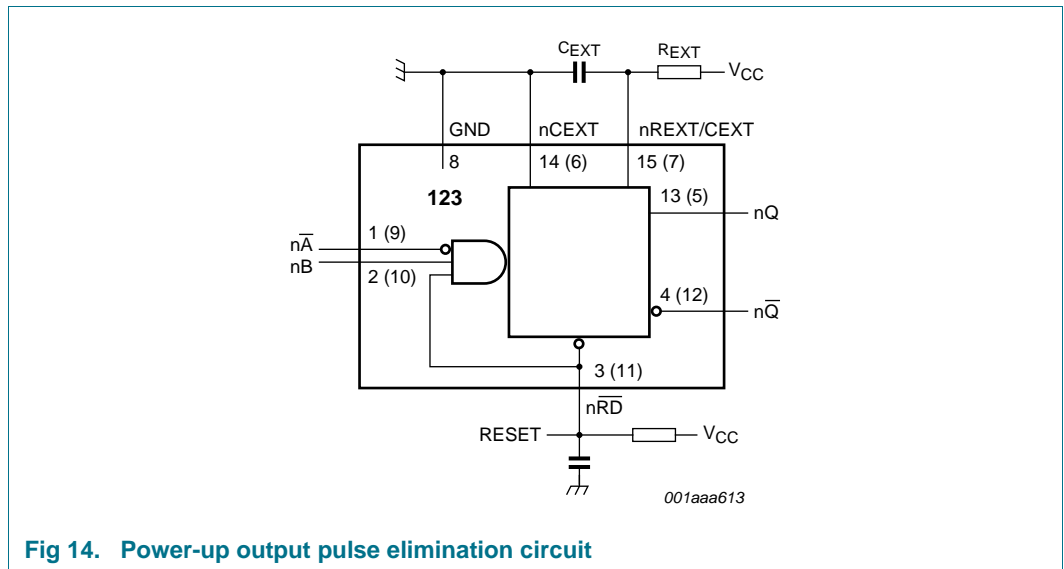 CEXT
REXT
VCC
GND
nCEXT
nREXT/CEXT
8
14 (6)
15 (7)
123
13 (5)
nQ
1 (9)
nA̅
nB
2 (10)
4 (12)
nQ̅
3 (11)
nR̅D̅
RESET
VCC
001aaa613
Fig 14. Power-up output pulse elimination circuit